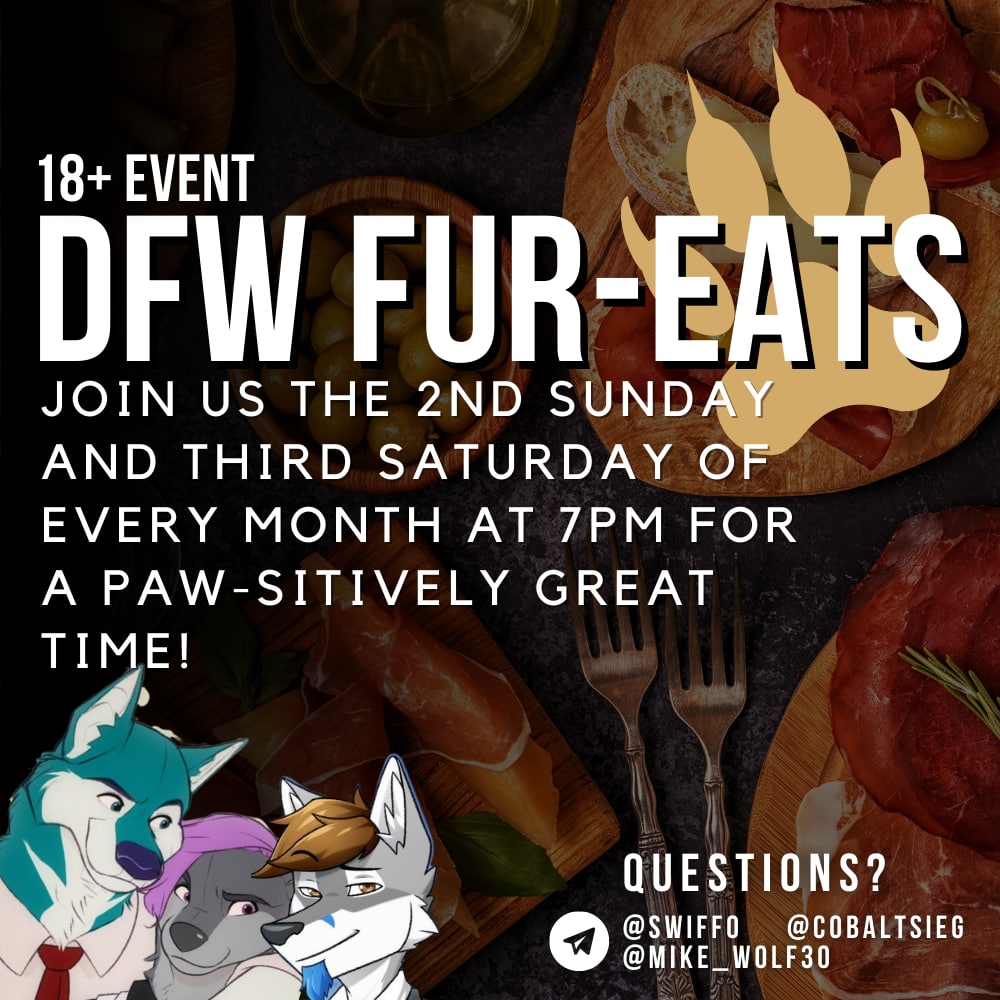 18+ EVENT
DFW FUR-EATS
JOIN US THE 2ND SUNDAY
AND THIRD SATURDAY OF
EVERY MONTH AT 7PM FOR
A PAW-SITIVELY GREAT
TIME!
QUESTIONS?
@SWIFFO @COBALTSIEG
@MIKE_WOLF30